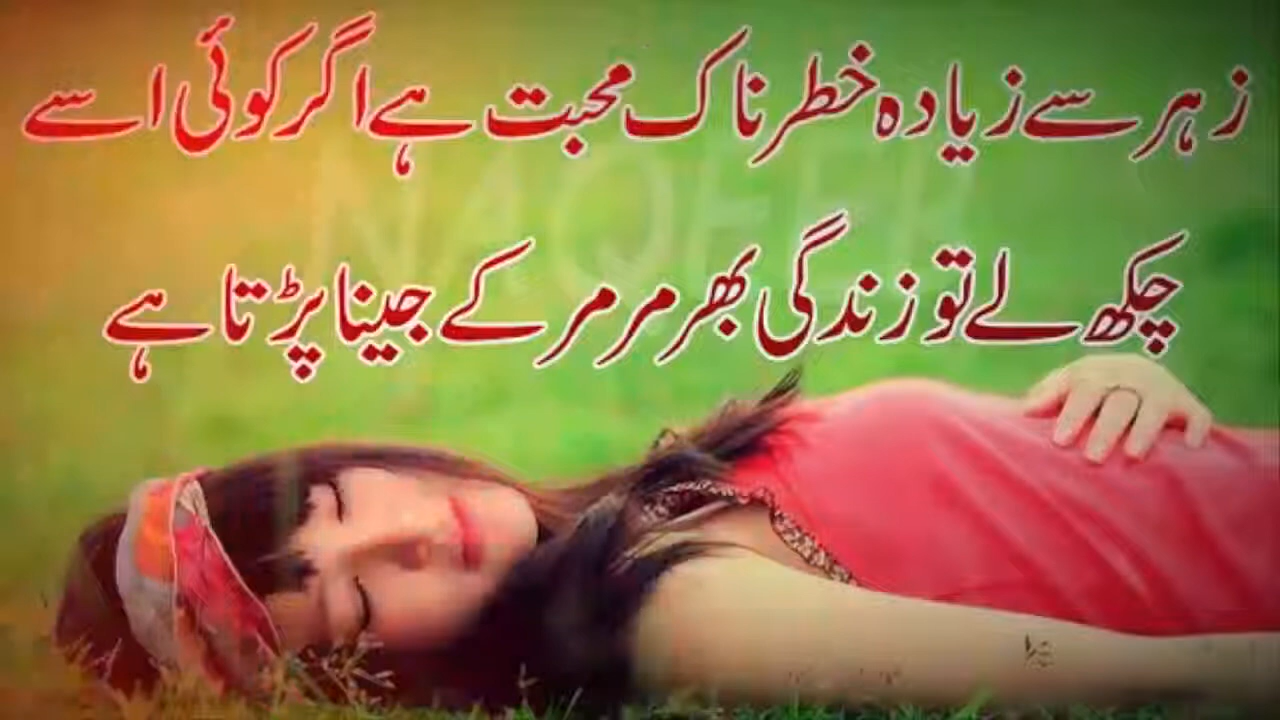 زہر سے زیادہ خطرناک محبت ہے اگر کوئی اسے
چکھ لے تو زندگی بھر مر مر کے جینا پڑتا ہے
NAQEEB